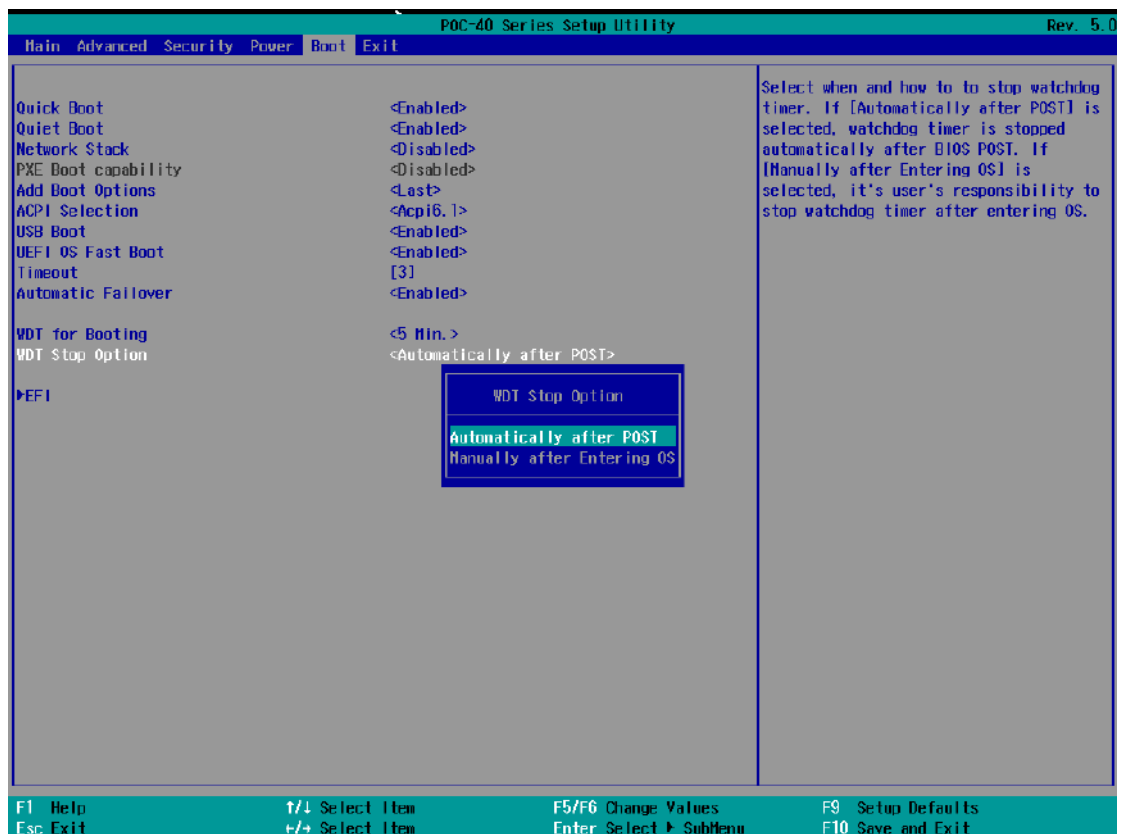 POC-40 Series Setup Utility Rev. 5.0
Main Advanced Security Power Boot Exit
Quick Boot <Enabled>
Quiet Boot <Enabled>
Network Stack <Disabled>
PXE Boot capability <Disabled>
Add Boot Options <Last>
ACPI Selection <Acpi6.1>
USB Boot <Enabled>
UEFI OS Fast Boot <Enabled>
Timeout [3]
Automatic Failover <Enabled>
WDT for Booting <5 Min.>
WDT Stop Option <Automatically after POST>
▶EFI
WDT Stop Option
Automatically after POST
Manually after Entering OS
Select when and how to to stop watchdog
timer. If [Automatically after POST] is
selected, watchdog timer is stopped
automatically after BIOS POST. If
[Manually after Entering OS] is
selected, it's user's responsibility to
stop watchdog timer after entering OS.
F1 Help ↑/↓ Select Item F5/F6 Change Values F9 Setup Defaults
Esc Exit ←/→ Select Item Enter Select ▶ SubMenu F10 Save and Exit